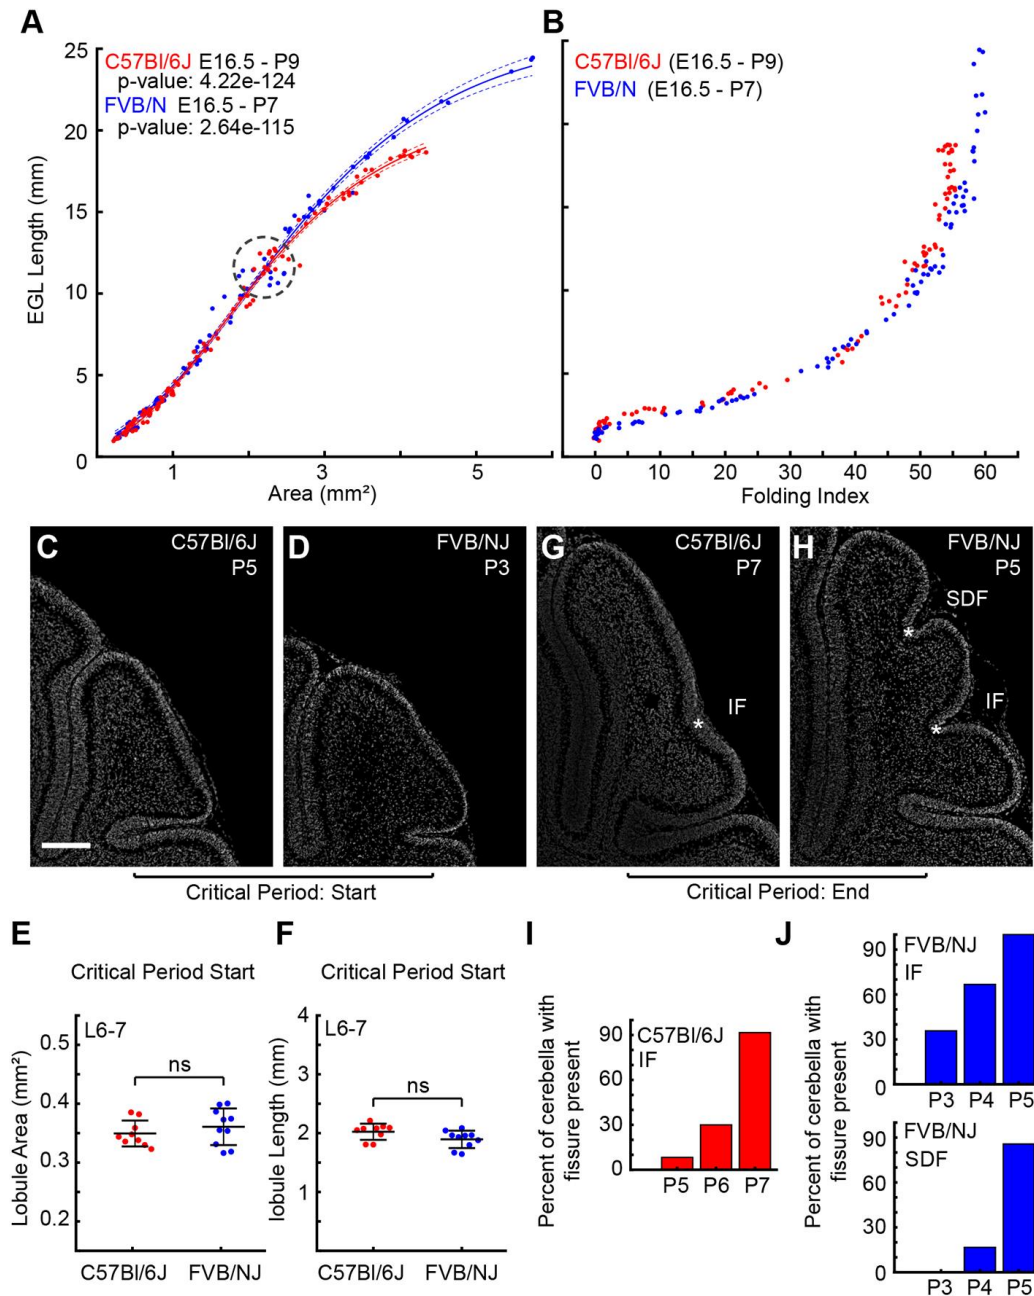 A
C57Bl/6J E16.5 - P9
p-value: 4.22e-124
FVB/N E16.5 - P7
p-value: 2.64e-115
25
20
15
10
5
0
EGL Length (mm)
1
3
5
Area (mm²)
B
C57Bl/6J (E16.5 - P9)
FVB/N (E16.5 - P7)
0
10
20
30
40
50
60
Folding Index
C
C57Bl/6J
P5
D
FVB/NJ
P3
G
C57Bl/6J
P7
IF
*
H
FVB/NJ
P5
SDF
*
IF
*
Critical Period: Start
Critical Period: End
E
Critical Period Start
L6-7
ns
0.5
0.4
0.3
0.2
Lobule Area (mm²)
C57Bl/6J
FVB/NJ
F
Critical Period Start
L6-7
ns
4
3
2
1
lobule Length (mm)
C57Bl/6J
FVB/NJ
I
C57Bl/6J
IF
90
60
30
0
Percent of cerebella with
fissure present
P5
P6
P7
J
FVB/NJ
IF
90
60
30
0
Percent of cerebella with
fissure present
P3
P4
P5
FVB/NJ
SDF
90
60
30
0
P3
P4
P5